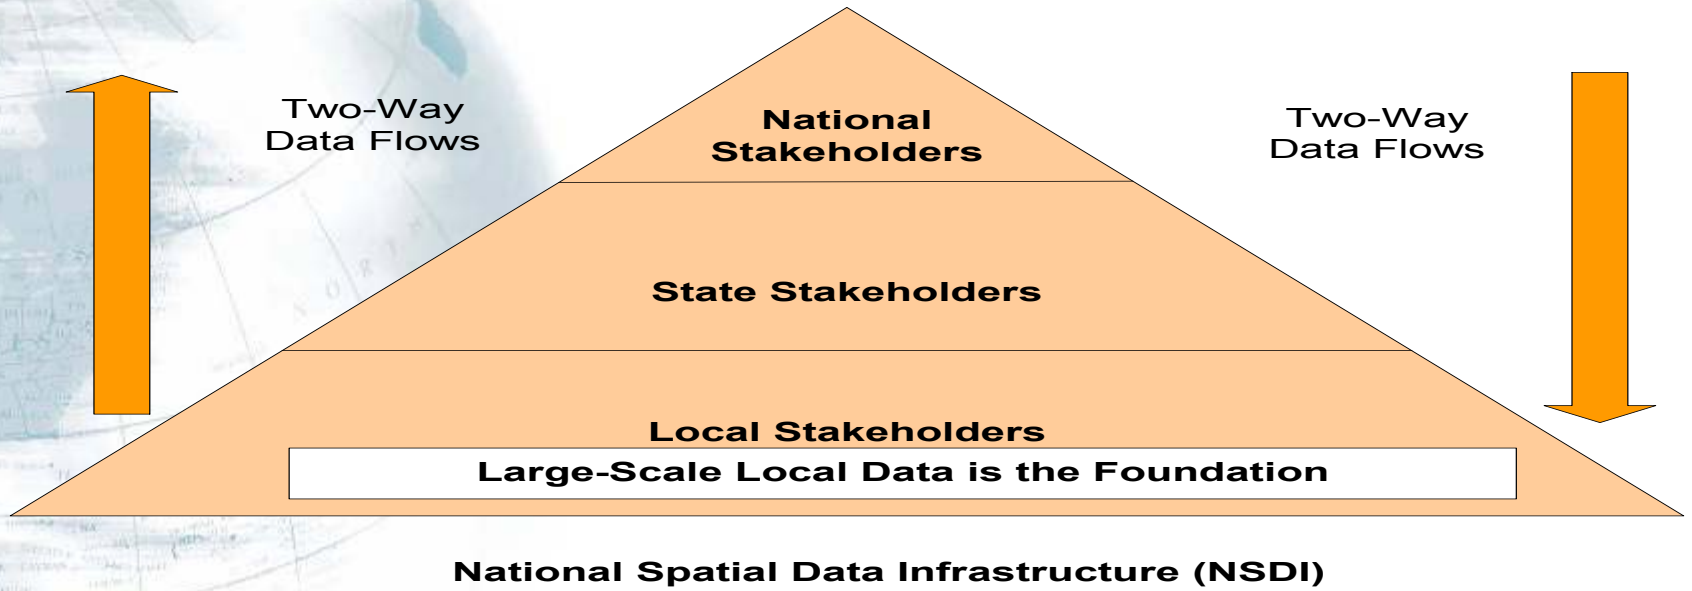 Two-Way
Data Flows
National
Stakeholders
Two-Way
Data Flows
State Stakeholders
Local Stakeholders
Large-Scale Local Data is the Foundation
National Spatial Data Infrastructure (NSDI)